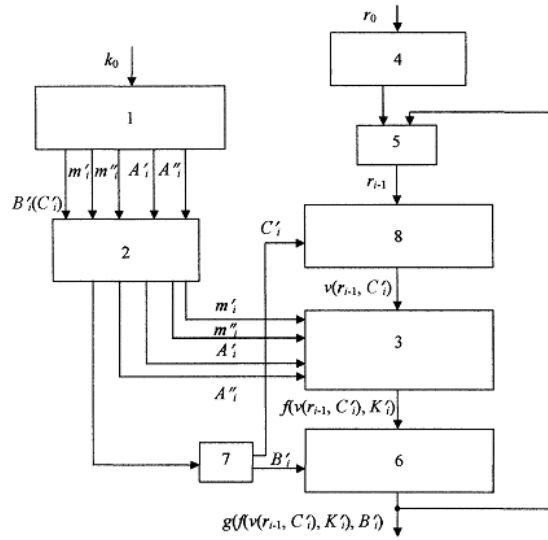 r₀
4
k₀
1
5
m′ᵢ m″ᵢ A′ᵢ A″ᵢ
rᵢ₋₁
B′ᵢ(C′ᵢ)
C′ᵢ
8
2
v(rᵢ₋₁, C′ᵢ)
m′ᵢ
m″ᵢ
3
A′ᵢ
A″ᵢ
f(v(rᵢ₋₁, C′ᵢ), K′ᵢ)
7
B′ᵢ
6
g(f(v(rᵢ₋₁, C′ᵢ), K′ᵢ), B′ᵢ)